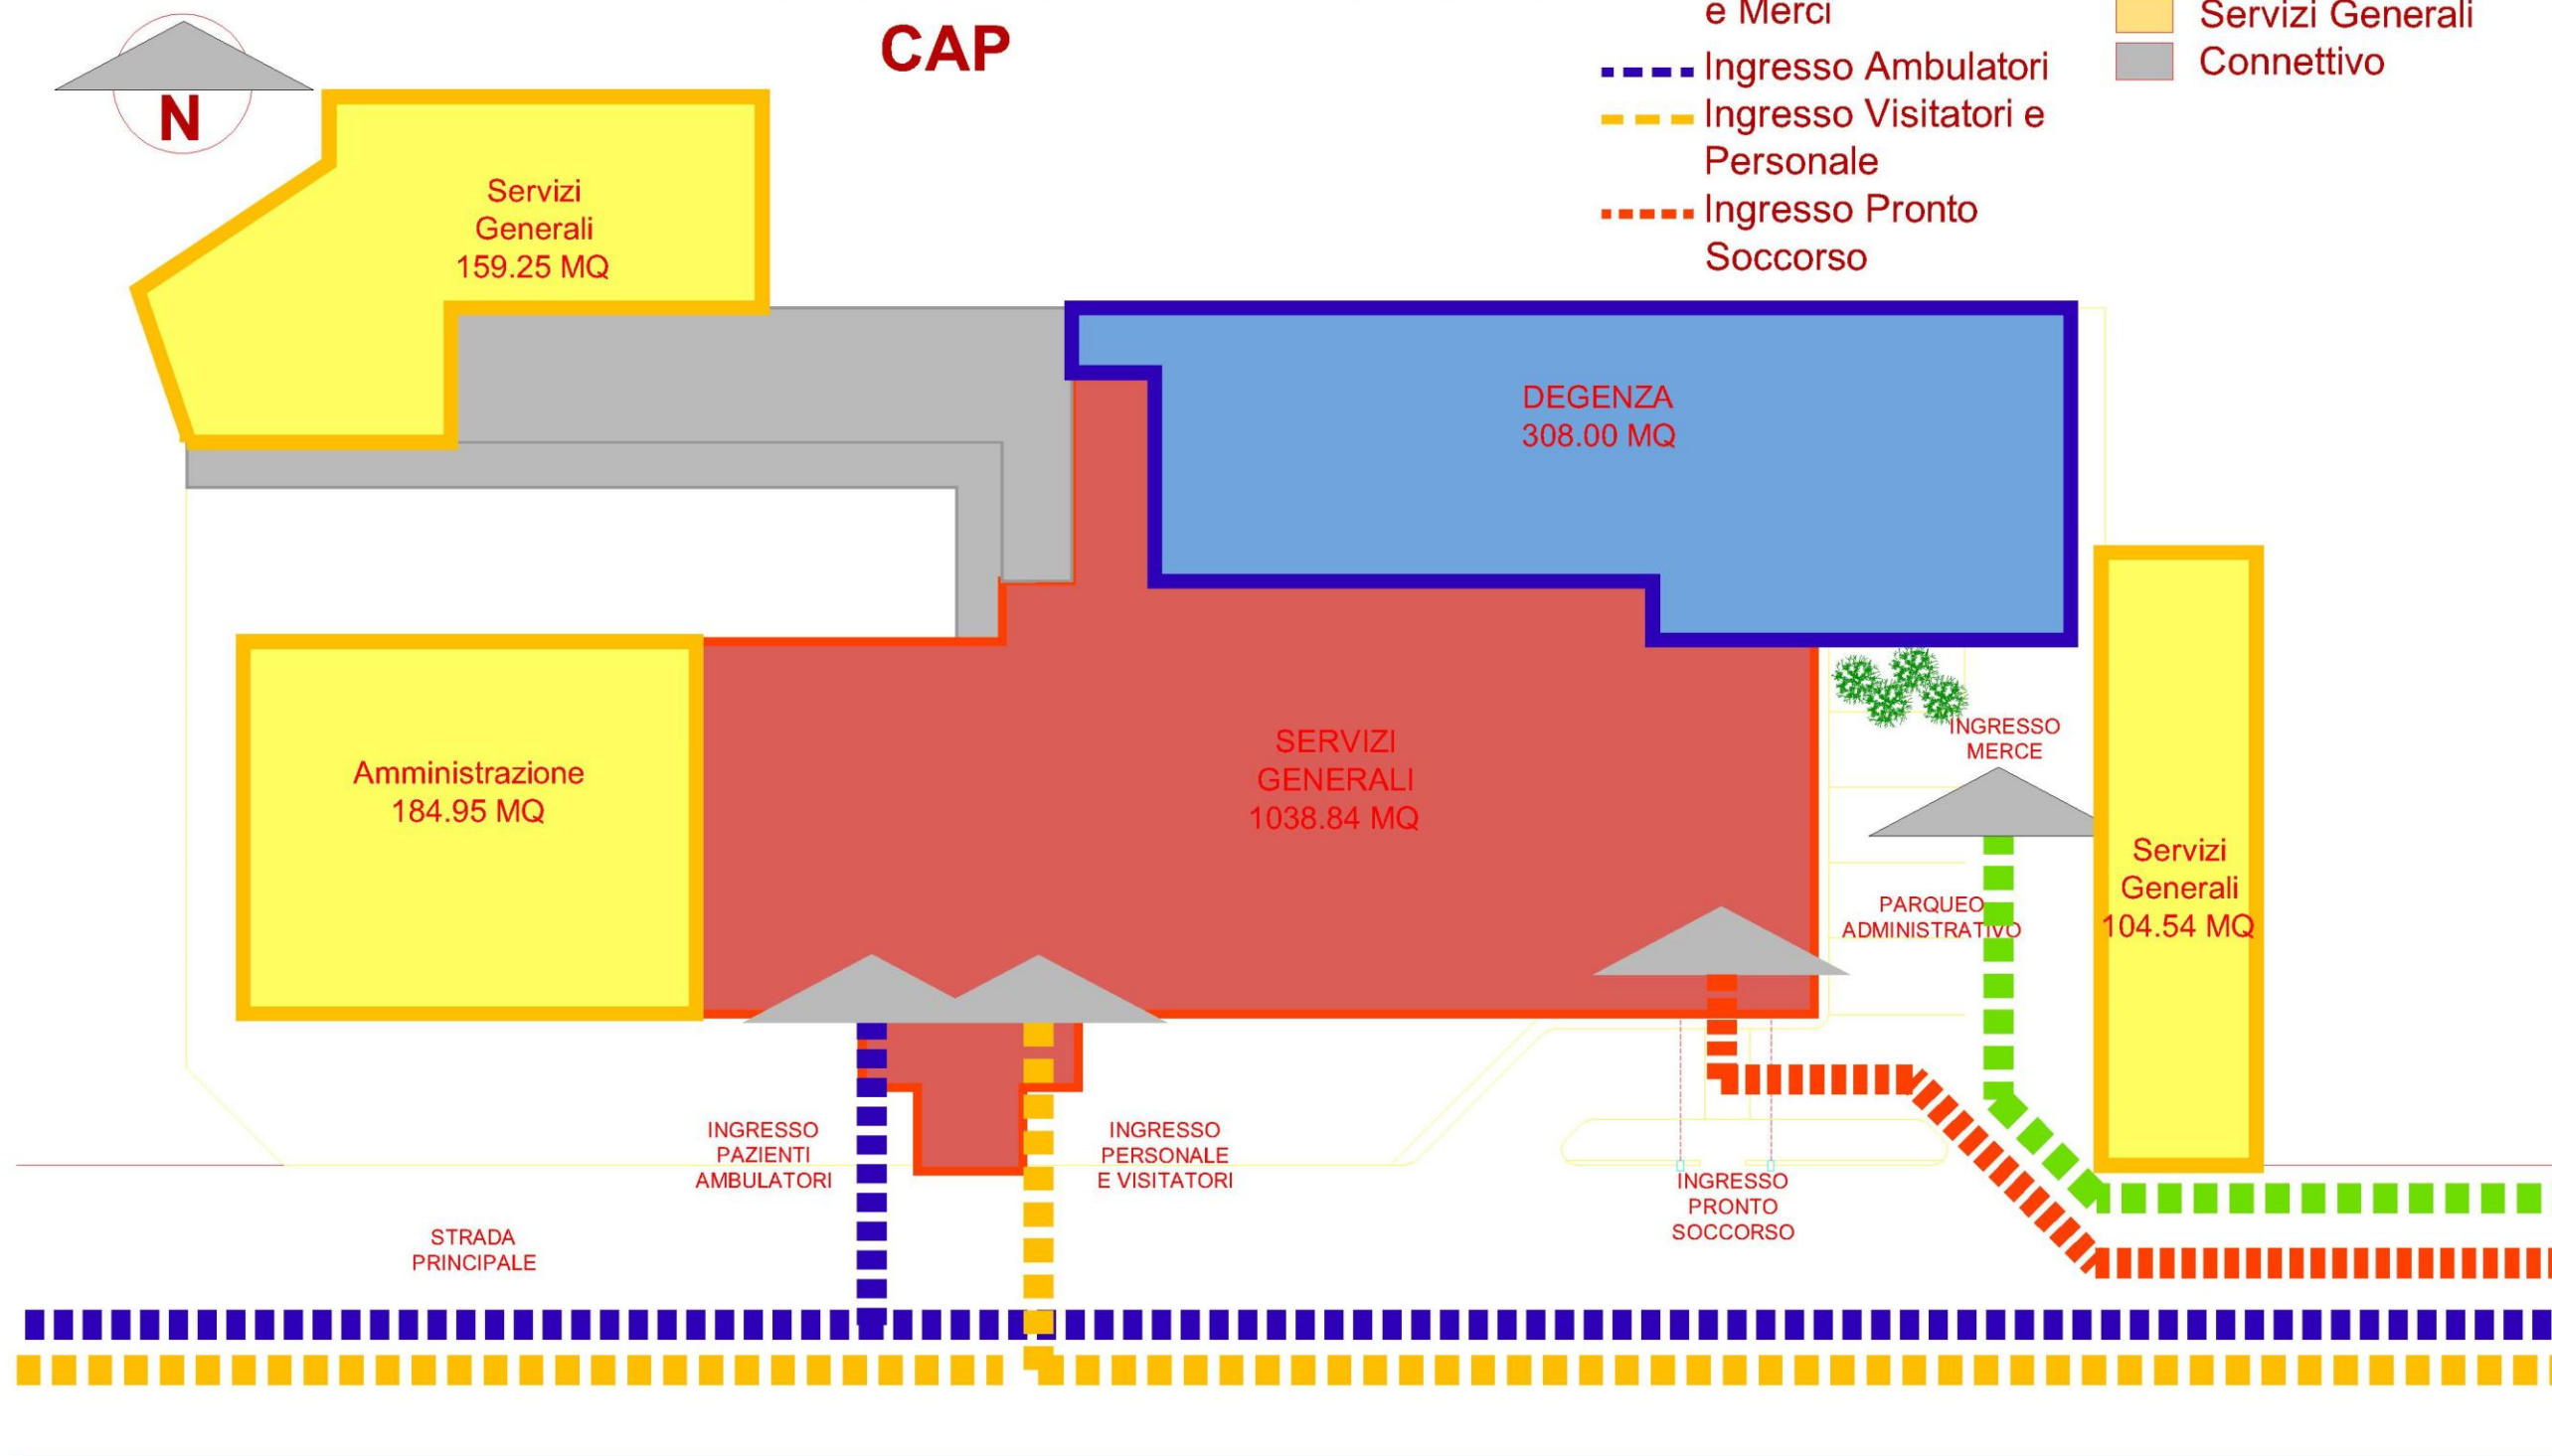 CAP
N
e Merci
Ingresso Ambulatori
Ingresso Visitatori e
Personale
Ingresso Pronto
Soccorso
Servizi Generali
Connettivo
Servizi
Generali
159.25 MQ
DEGENZA
308.00 MQ
Amministrazione
184.95 MQ
SERVIZI
GENERALI
1038.84 MQ
INGRESSO
MERCE
PARQUEO
ADMINISTRATIVO
Servizi
Generali
104.54 MQ
INGRESSO
PAZIENTI
AMBULATORI
INGRESSO
PERSONALE
E VISITATORI
INGRESSO
PRONTO
SOCCORSO
STRADA
PRINCIPALE